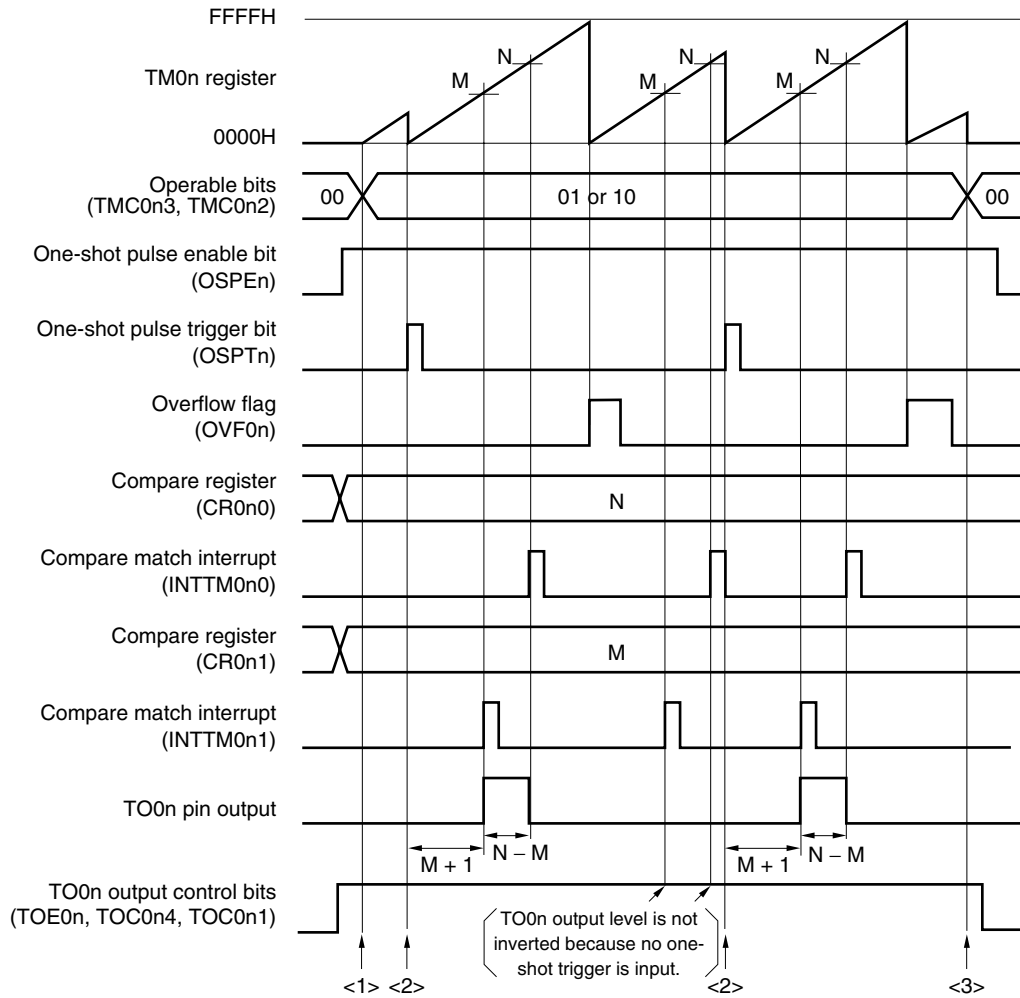 FFFFH
TM0n register
N
M
N
M
N
M
0000H
Operable bits
(TMC0n3, TMC0n2)
00
01 or 10
00
One-shot pulse enable bit
(OSPEn)
One-shot pulse trigger bit
(OSPTn)
Overflow flag
(OVF0n)
Compare register
(CR0n0)
N
Compare match interrupt
(INTTM0n0)
Compare register
(CR0n1)
M
Compare match interrupt
(INTTM0n1)
TO0n pin output
M + 1
N – M
M + 1
N – M
TO0n output control bits
(TOE0n, TOC0n4, TOC0n1)
TO0n output level is not
inverted because no one-
shot trigger is input.
<1> <2> <2> <3>